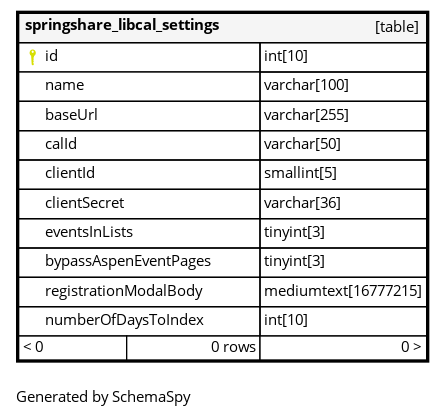 springshare_libcal_settings [table]
id int[10]
name varchar[100]
baseUrl varchar[255]
calId varchar[50]
clientId smallint[5]
clientSecret varchar[36]
eventsInLists tinyint[3]
bypassAspenEventPages tinyint[3]
registrationModalBody mediumtext[16777215]
numberOfDaysToIndex int[10]
< 0 0 rows 0 >
Generated by SchemaSpy